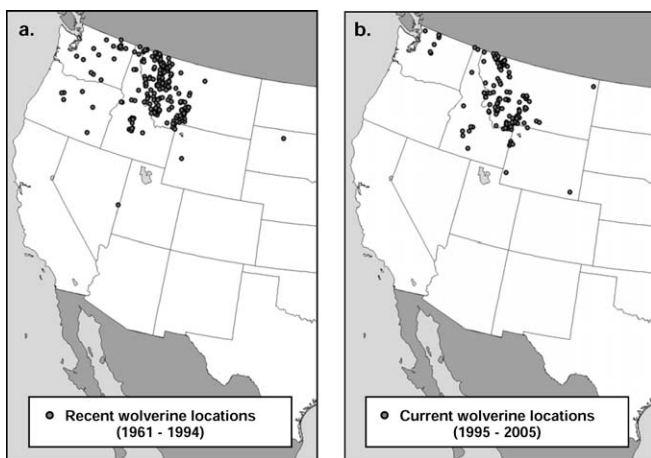 a.
Recent wolverine locations
(1961 - 1994)
b.
Current wolverine locations
(1995 - 2005)